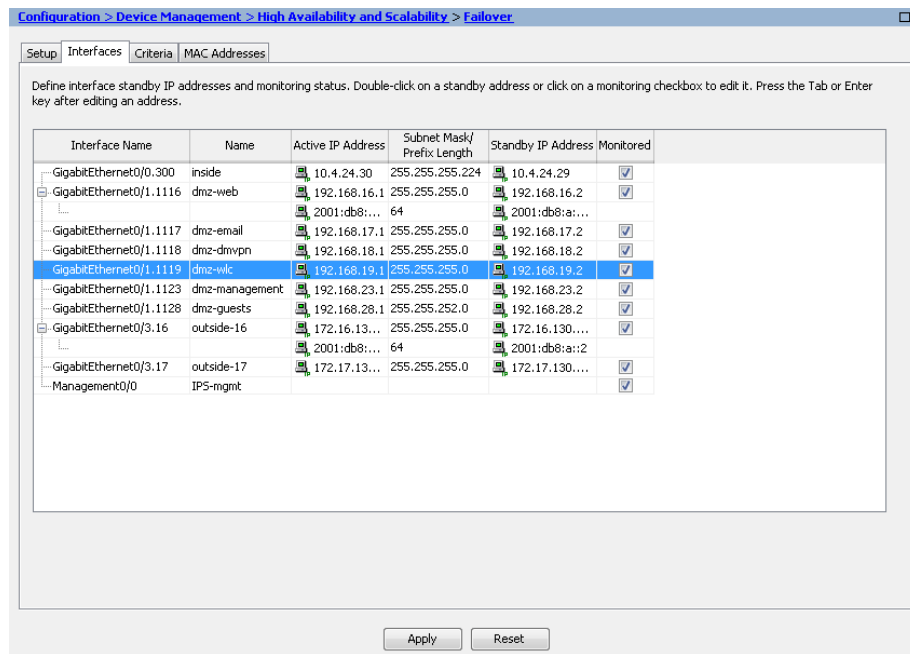 Configuration > Device Management > High Availability and Scalability > Failover
Setup Interfaces Criteria MAC Addresses
Define interface standby IP addresses and monitoring status. Double-click on a standby address or click on a monitoring checkbox to edit it. Press the Tab or Enter
key after editing an address.
Interface Name Name Active IP Address Subnet Mask/ Prefix Length Standby IP Address Monitored
GigabitEthernet0/0.300 inside 10.4.24.30 255.255.255.224 10.4.24.29
GigabitEthernet0/1.1116 dmz-web 192.168.16.1 255.255.255.0 192.168.16.2
2001:db8:... 64 2001:db8:a:...
GigabitEthernet0/1.1117 dmz-email 192.168.17.1 255.255.255.0 192.168.17.2
GigabitEthernet0/1.1118 dmz-dmvpn 192.168.18.1 255.255.255.0 192.168.18.2
GigabitEthernet0/1.1119 dmz-wlc 192.168.19.1 255.255.255.0 192.168.19.2
GigabitEthernet0/1.1123 dmz-management 192.168.23.1 255.255.255.0 192.168.23.2
GigabitEthernet0/1.1128 dmz-guests 192.168.28.1 255.255.252.0 192.168.28.2
GigabitEthernet0/3.16 outside-16 172.16.13... 255.255.255.0 172.16.130....
2001:db8:... 64 2001:db8:a::2
GigabitEthernet0/3.17 outside-17 172.17.13... 255.255.255.0 172.17.130....
Management0/0 IPS-mgmt
Apply Reset